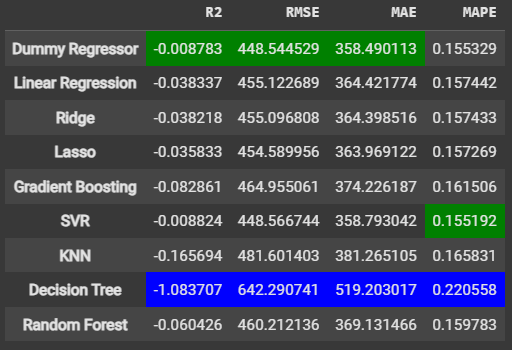 R2 RMSE MAE MAPE
Dummy Regressor -0.008783 448.544529 358.490113 0.155329
Linear Regression -0.038337 455.122689 364.421774 0.157442
Ridge -0.038218 455.096808 364.398516 0.157433
Lasso -0.035833 454.589956 363.969122 0.157269
Gradient Boosting -0.082861 464.955061 374.226187 0.161506
SVR -0.008824 448.566744 358.793042 0.155192
KNN -0.165694 481.601403 381.265105 0.165831
Decision Tree -1.083707 642.290741 519.203017 0.220558
Random Forest -0.060426 460.212136 369.131466 0.159783